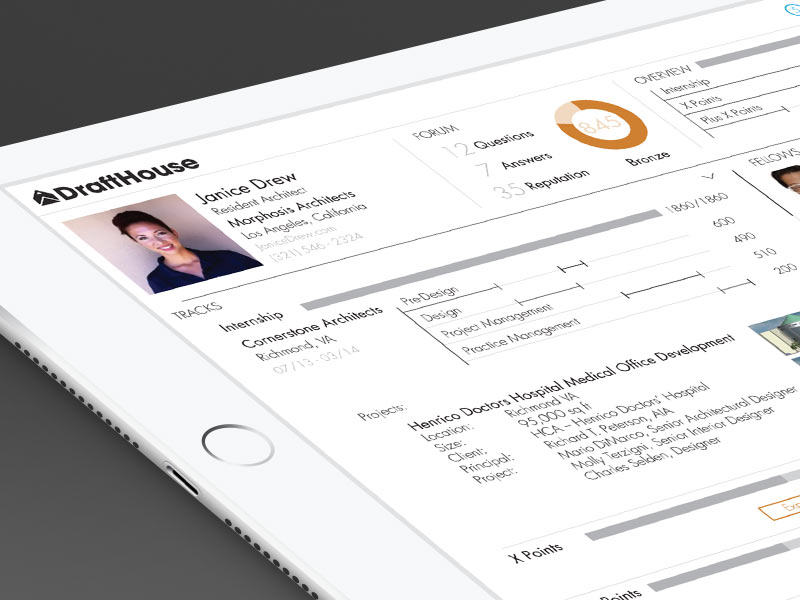 DraftHouse
Janice Drew
Resident Architect
Morphosis Architects
Los Angeles, California
JaniceDrew.com
(321) 546 - 2324
FORUM
12 Questions
7 Answers
35 Reputation
845
Bronze
OVERVIEW
Internship
X Points
Plus X Points
FELLOWS
TRACKS
Internship
1860/1860
Cornerstone Architects
Richmond, VA
07/13 - 03/14
Pre-Design
600
Design
490
Project Management
510
Practice Management
200
Projects:
Henrico Doctors Hospital Medical Office Development
Location: Richmond VA
Size: 95,000 sq ft
Client: HCA – Henrico Doctors' Hospital
Principal: Richard T. Peterson, AIA
Project: Mario DiMarco, Senior Architectural Designer
Molly Terzigni, Senior Interior Designer
Charles Selden, Designer
X Points
Points